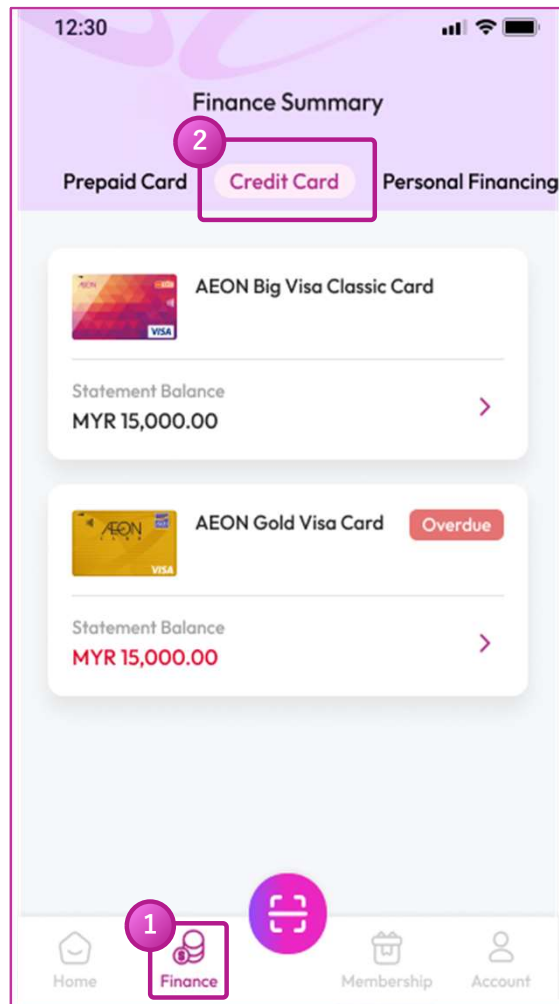 12:30
Finance Summary
2
Prepaid Card Credit Card Personal Financing
AEON Big Visa Classic Card
AEON
VISA
Statement Balance
MYR 15,000.00
AEON Gold Visa Card Overdue
AEON
CARD
VISA
Statement Balance
MYR 15,000.00
1
Home Finance Membership Account